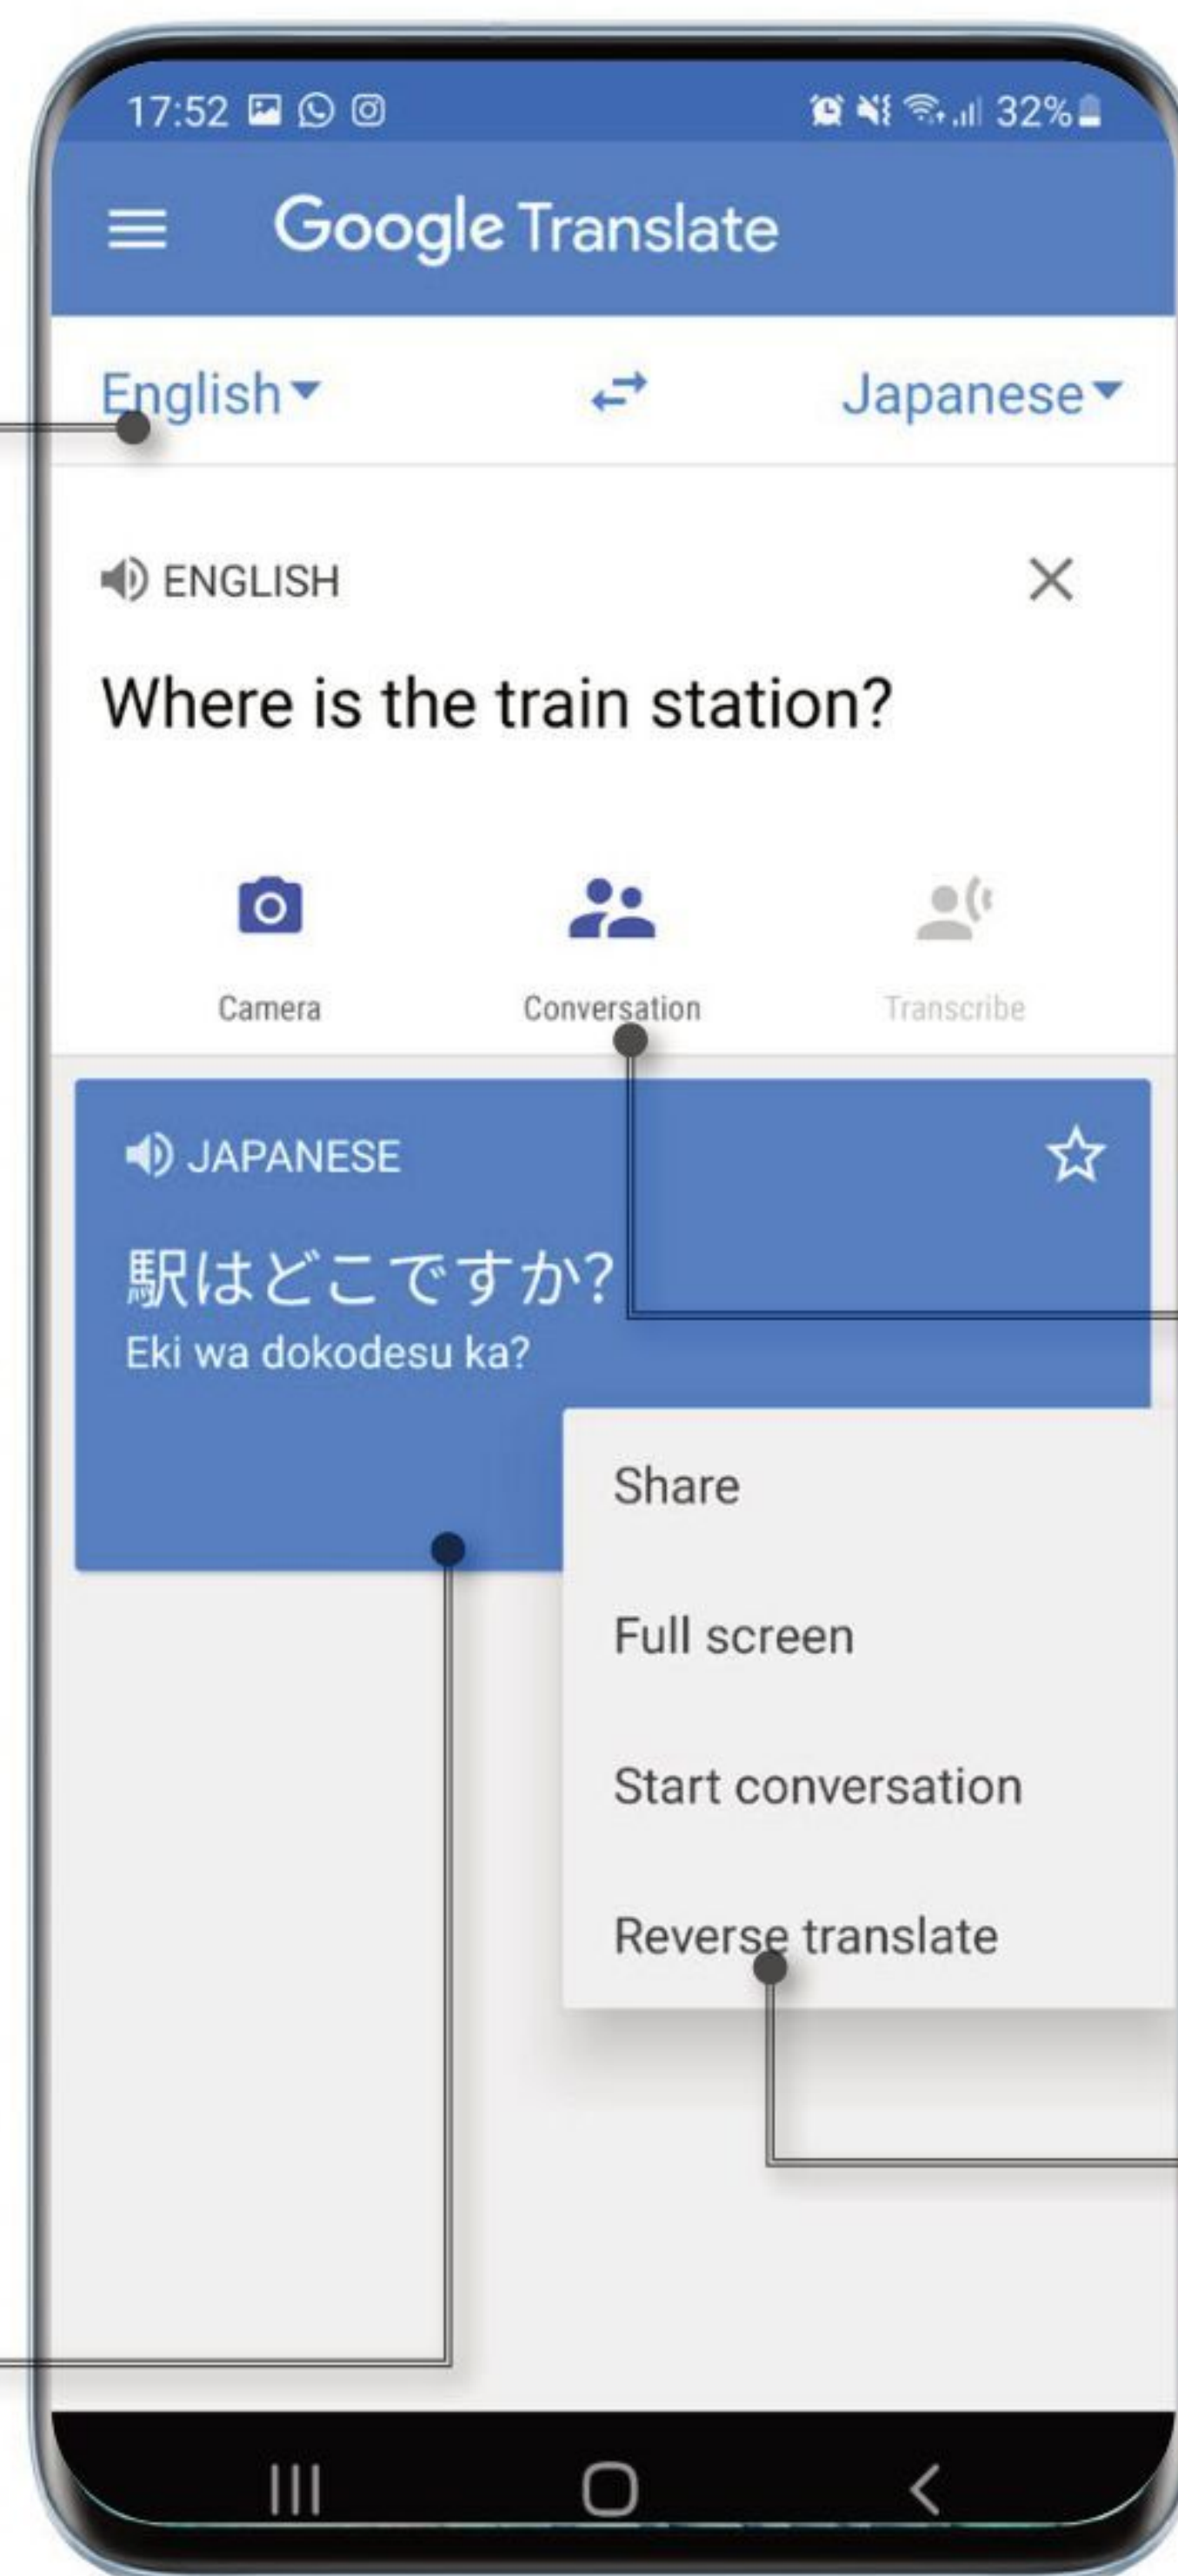 17:52 32%
Google Translate
English Japanese
ENGLISH
Where is the train station?
Camera Conversation Transcribe
JAPANESE
駅はどこですか?
Eki wa dokodesu ka?
Share
Full screen
Start conversation
Reverse translate